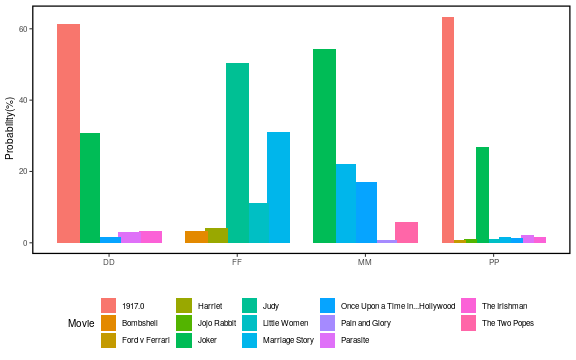 60
40
20
0
Probability(%)
DD FF MM PP
Movie
1917.0 Harriet Judy Once Upon a Time in...Hollywood The Irishman
Bombshell Jojo Rabbit Little Women Pain and Glory The Two Popes
Ford v Ferrari Joker Marriage Story Parasite